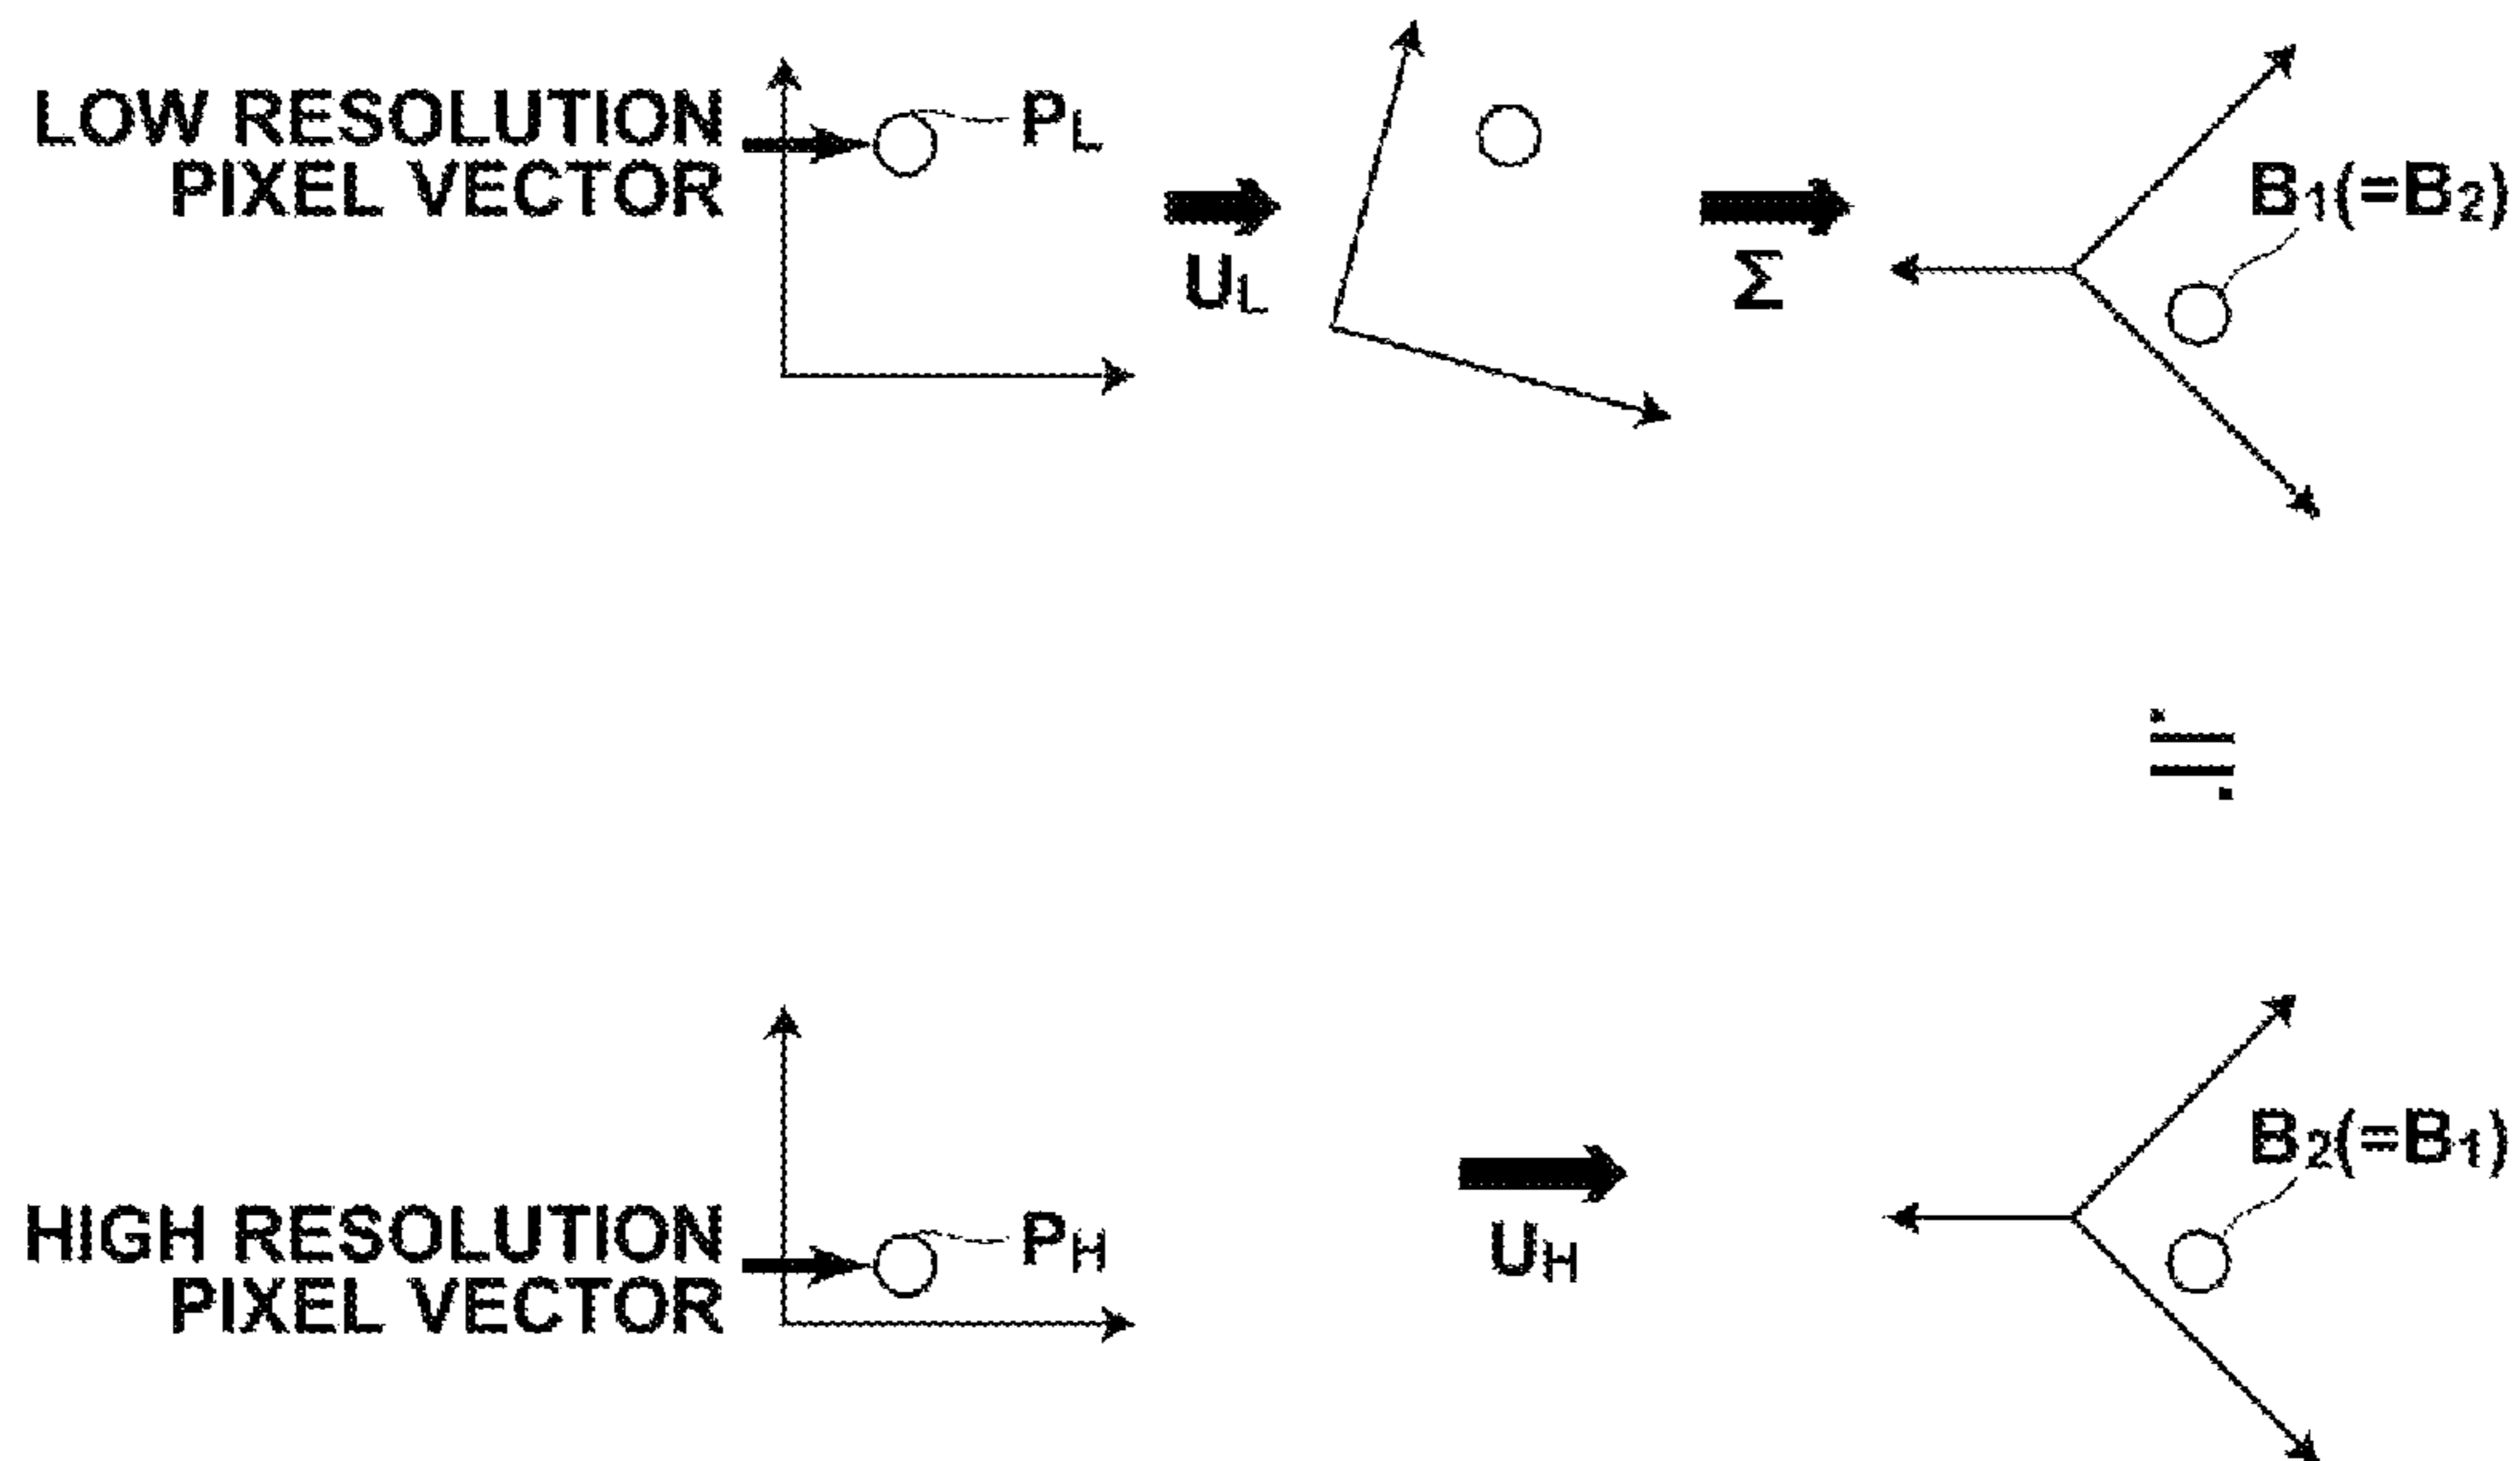 LOW RESOLUTION
PIXEL VECTOR
PL
UL
Σ
B1(=B2)
≒
HIGH RESOLUTION
PIXEL VECTOR
PH
UH
B2(=B1)